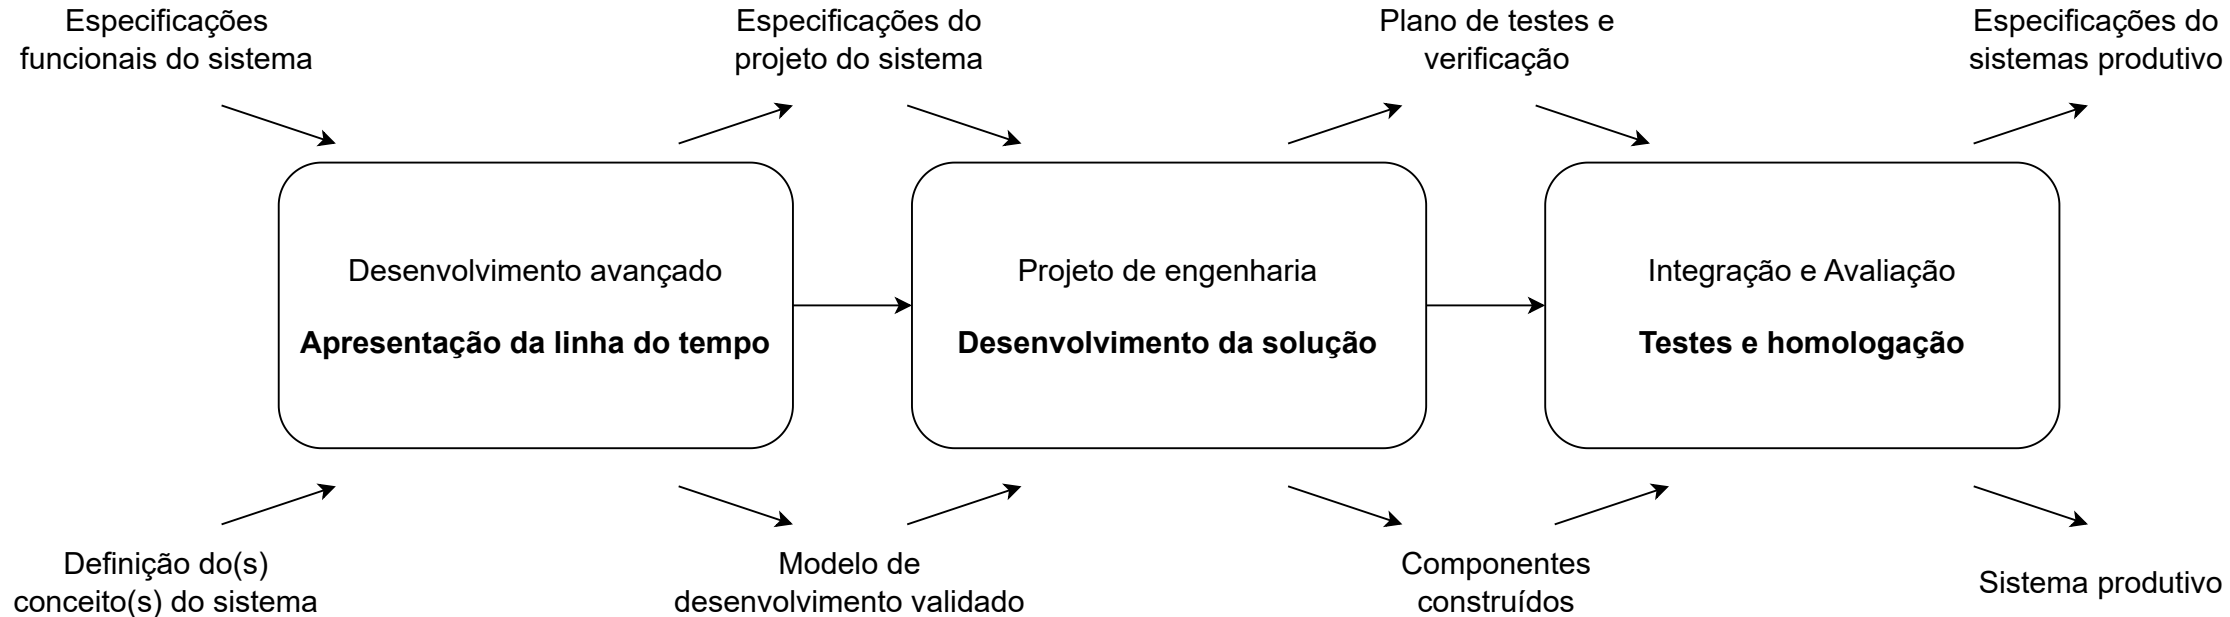 Especificações
funcionais do sistema
Especificações do
projeto do sistema
Plano de testes e
verificação
Especificações do
sistemas produtivo
Desenvolvimento avançado
Apresentação da linha do tempo
Projeto de engenharia
Desenvolvimento da solução
Integração e Avaliação
Testes e homologação
Definição do(s)
conceito(s) do sistema
Modelo de
desenvolvimento validado
Componentes
construídos
Sistema produtivo